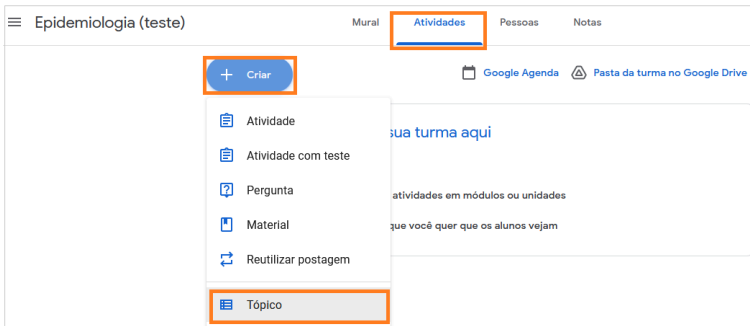 Epidemiologia (teste) Mural Atividades Pessoas Notas
Criar Google Agenda Pasta da turma no Google Drive
Atividade
sua turma aqui
Atividade com teste
Pergunta
atividades em módulos ou unidades
Material
que você quer que os alunos vejam
Reutilizar postagem
Tópico